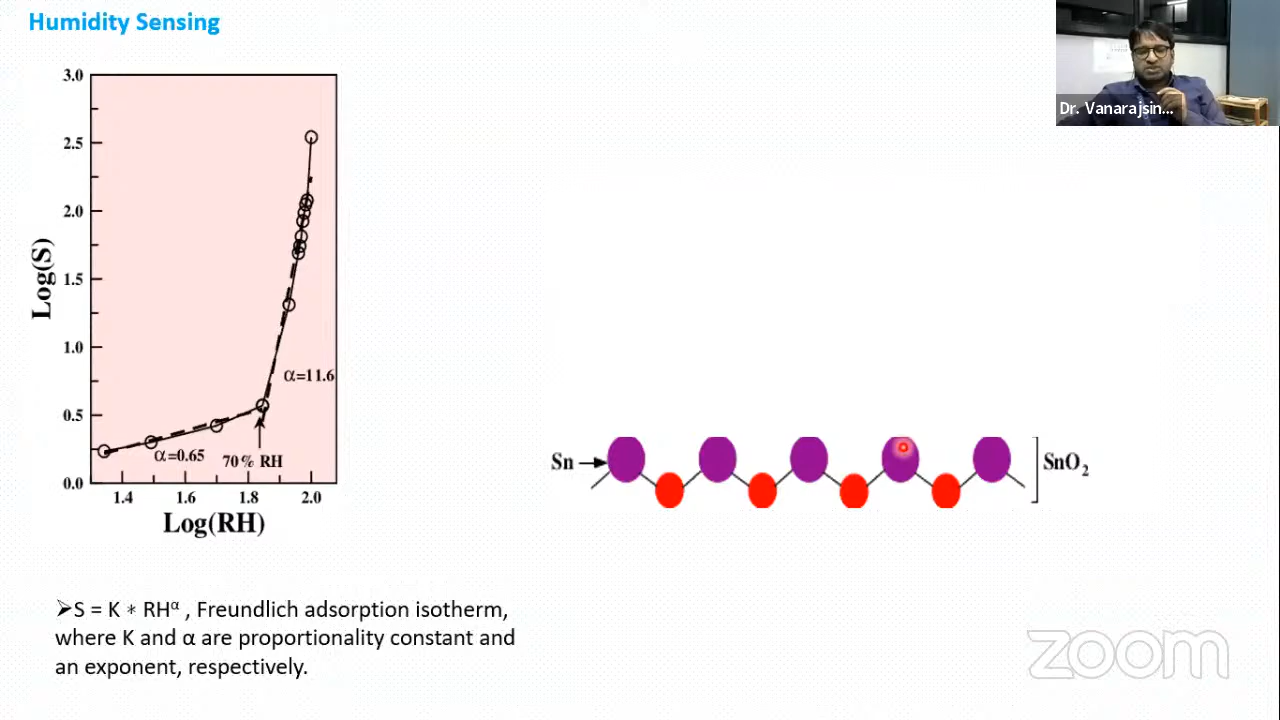 Humidity Sensing
Dr. Vanarajsin...
3.0
2.5
2.0
1.5
1.0
0.5
0.0
Log(S)
α=11.6
α=0.65
70% RH
1.4
1.6
1.8
2.0
Log(RH)
Sn
SnO₂
➤S = K * RHᵅ , Freundlich adsorption isotherm,
where K and α are proportionality constant and
an exponent, respectively.
zoom